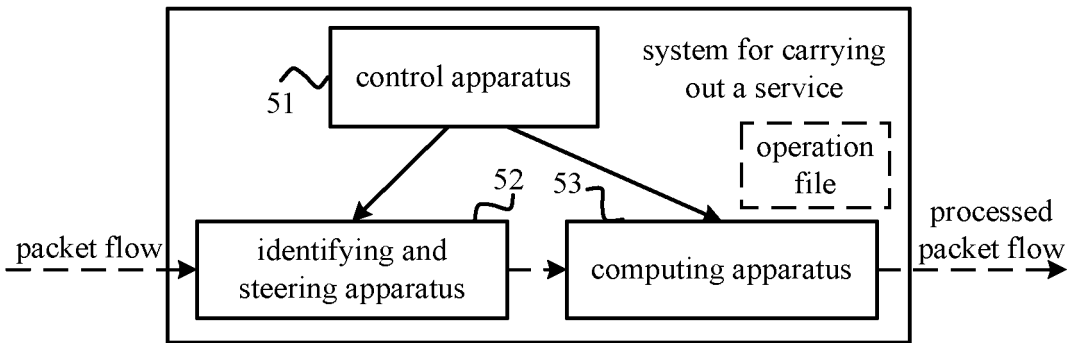 control apparatus
51
system for carrying
out a service
operation
file
52
53
packet flow
identifying and
steering apparatus
computing apparatus
processed
packet flow